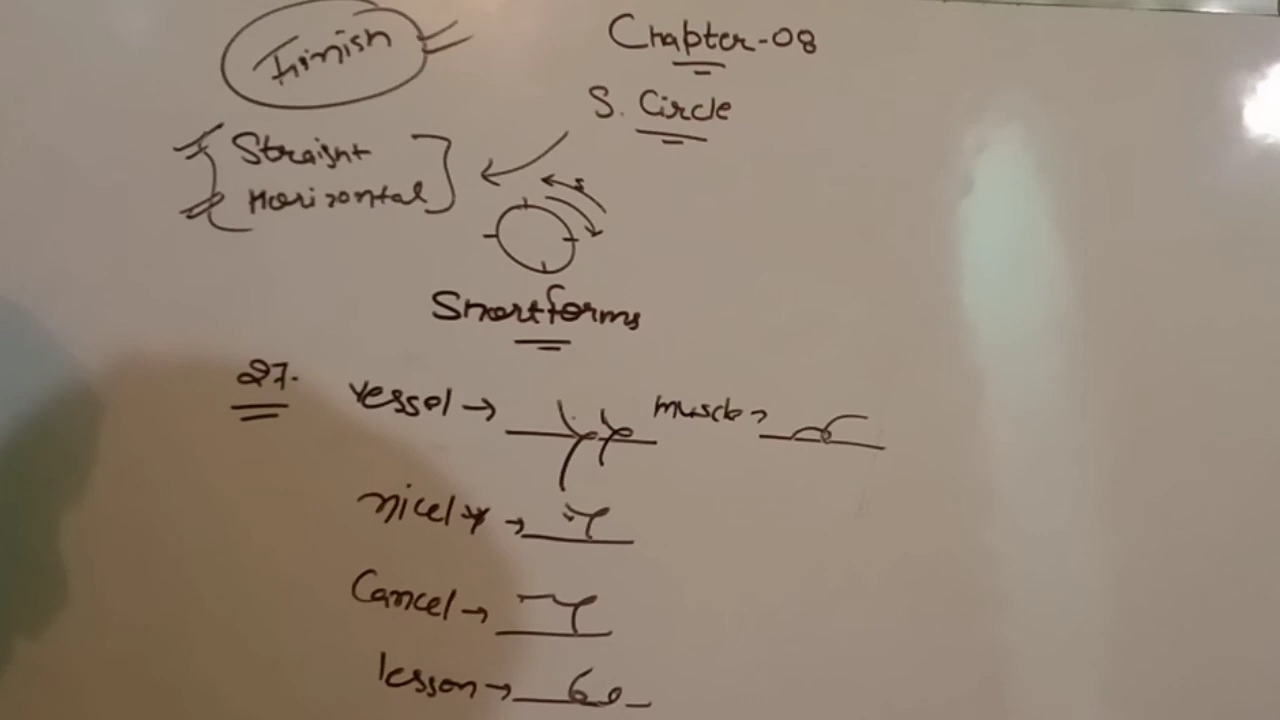 Finish
Chapter-08
S. Circle
Straight
Horizontal
s
Shortforms
27.
vessel →
muscle →
nicely →
Cancel →
lesson →